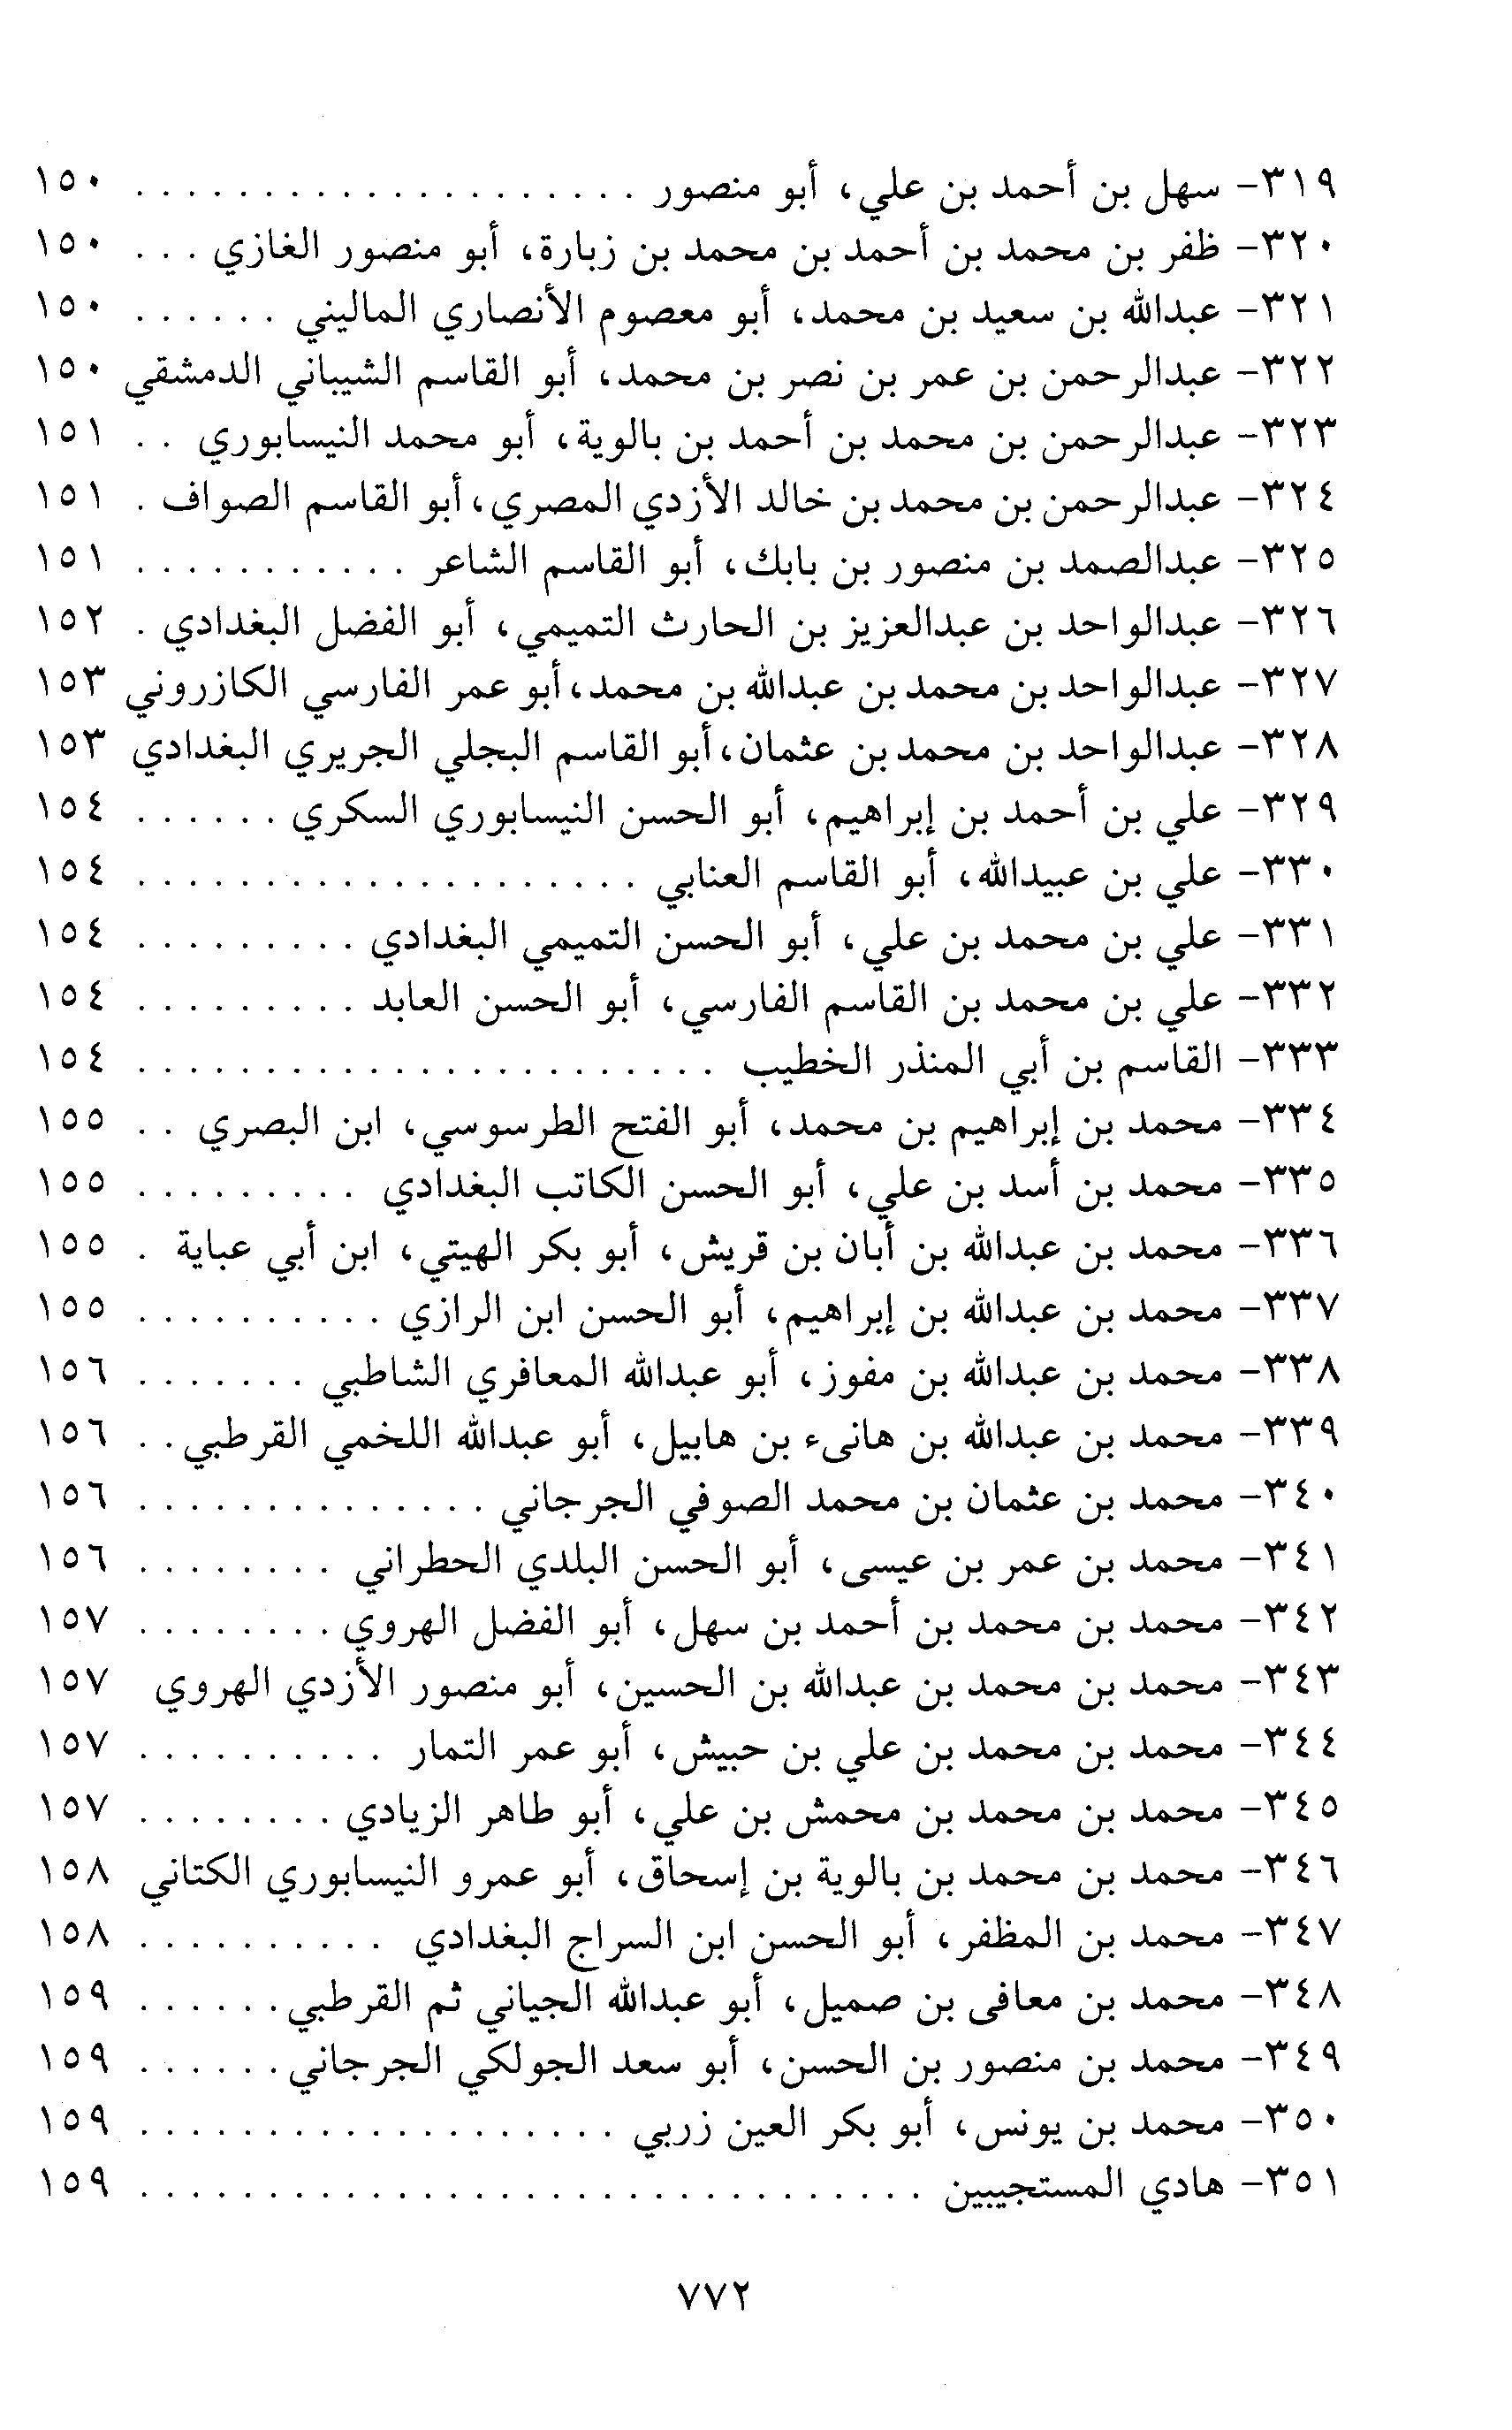 ٣١٩- سهل بن أحمد بن علي، أبو منصور . . . . . . . . . . . . . . . . . . . . ١٥٠
٣٢٠- ظفر بن محمد بن أحمد بن محمد بن زبارة، أبو منصور الغازي . . . ١٥٠
٣٢١- عبدالله بن سعيد بن محمد، أبو معصوم الأنصاري الماليني . . . . . . ١٥٠
٣٢٢- عبدالرحمن بن عمر بن نصر بن محمد، أبو القاسم الشيباني الدمشقي ١٥٠
٣٢٣- عبدالرحمن بن محمد بن أحمد بن بالوية، أبو محمد النيسابوري . . ١٥١
٣٢٤- عبدالرحمن بن محمد بن خالد الأزدي المصري، أبو القاسم الصواف . ١٥١
٣٢٥- عبدالصمد بن منصور بن بابك، أبو القاسم الشاعر . . . . . . . . . . . ١٥١
٣٢٦- عبدالواحد بن عبدالعزيز بن الحارث التميمي، أبو الفضل البغدادي . ١٥٢
٣٢٧- عبدالواحد بن محمد بن عبدالله بن محمد، أبو عمر الفارسي الكازروني ١٥٣
٣٢٨- عبدالواحد بن محمد بن عثمان، أبو القاسم البجلي الجريري البغدادي ١٥٣
٣٢٩- علي بن أحمد بن إبراهيم، أبو الحسن النيسابوري السكري . . . . . . ١٥٤
٣٣٠- علي بن عبيدالله، أبو القاسم العنابي . . . . . . . . . . . . . . . . . . . . ١٥٤
٣٣١- علي بن محمد بن علي، أبو الحسن التميمي البغدادي . . . . . . . . . ١٥٤
٣٣٢- علي بن محمد بن القاسم الفارسي، أبو الحسن العابد . . . . . . . . . ١٥٤
٣٣٣- القاسم بن أبي المنذر الخطيب . . . . . . . . . . . . . . . . . . . . . . . ١٥٤
٣٣٤- محمد بن إبراهيم بن محمد، أبو الفتح الطرسوسي، ابن البصري . . ١٥٥
٣٣٥- محمد بن أسد بن علي، أبو الحسن الكاتب البغدادي . . . . . . . . . ١٥٥
٣٣٦- محمد بن عبدالله بن أبان بن قريش، أبو بكر الهيتي، ابن أبي عباية . ١٥٥
٣٣٧- محمد بن عبدالله بن إبراهيم، أبو الحسن ابن الرازي . . . . . . . . . . ١٥٥
٣٣٨- محمد بن عبدالله بن مفوز، أبو عبدالله المعافري الشاطبي . . . . . . . ١٥٦
٣٣٩- محمد بن عبدالله بن هانىء بن هابيل، أبو عبدالله اللخمي القرطبي . . ١٥٦
٣٤٠- محمد بن عثمان بن محمد الصوفي الجرجاني . . . . . . . . . . . . . . ١٥٦
٣٤١- محمد بن عمر بن عيسى، أبو الحسن البلدي الحطراني . . . . . . . . ١٥٦
٣٤٢- محمد بن محمد بن أحمد بن سهل، أبو الفضل الهروي . . . . . . . . ١٥٧
٣٤٣- محمد بن محمد بن عبدالله بن الحسين، أبو منصور الأزدي الهروي ١٥٧
٣٤٤- محمد بن محمد بن علي بن حبيش، أبو عمر التمار . . . . . . . . . . ١٥٧
٣٤٥- محمد بن محمد بن محمش بن علي، أبو طاهر الزيادي . . . . . . . . ١٥٧
٣٤٦- محمد بن محمد بن بالوية بن إسحاق، أبو عمرو النيسابوري الكتاني ١٥٨
٣٤٧- محمد بن المظفر، أبو الحسن ابن السراج البغدادي . . . . . . . . . . ١٥٨
٣٤٨- محمد بن معافى بن صميل، أبو عبدالله الجياني ثم القرطبي . . . . . . ١٥٩
٣٤٩- محمد بن منصور بن الحسن، أبو سعد الجولكي الجرجاني . . . . . . ١٥٩
٣٥٠- محمد بن يونس، أبو بكر العين زربي . . . . . . . . . . . . . . . . . . . ١٥٩
٣٥١- هادي المستجيبين . . . . . . . . . . . . . . . . . . . . . . . . . . . . . . . ١٥٩
٧٧٢